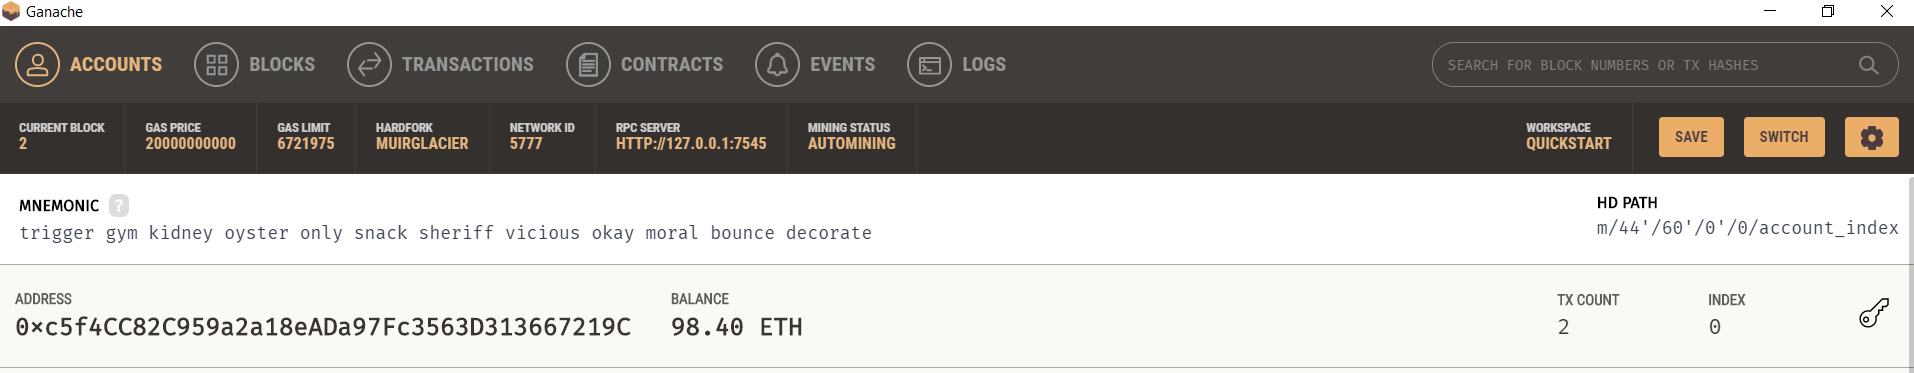 Ganache
ACCOUNTS BLOCKS TRANSACTIONS CONTRACTS EVENTS LOGS SEARCH FOR BLOCK NUMBERS OR TX HASHES
CURRENT BLOCK GAS PRICE GAS LIMIT HARDFORK NETWORK ID RPC SERVER MINING STATUS WORKSPACE
2 20000000000 6721975 MUIRGLACIER 5777 HTTP://127.0.0.1:7545 AUTOMINING QUICKSTART SAVE SWITCH
MNEMONIC ? HD PATH
trigger gym kidney oyster only snack sheriff vicious okay moral bounce decorate m/44'/60'/0'/0/account_index
ADDRESS BALANCE TX COUNT INDEX
0xc5f4CC82C959a2a18eADa97Fc3563D313667219C 98.40 ETH 2 0